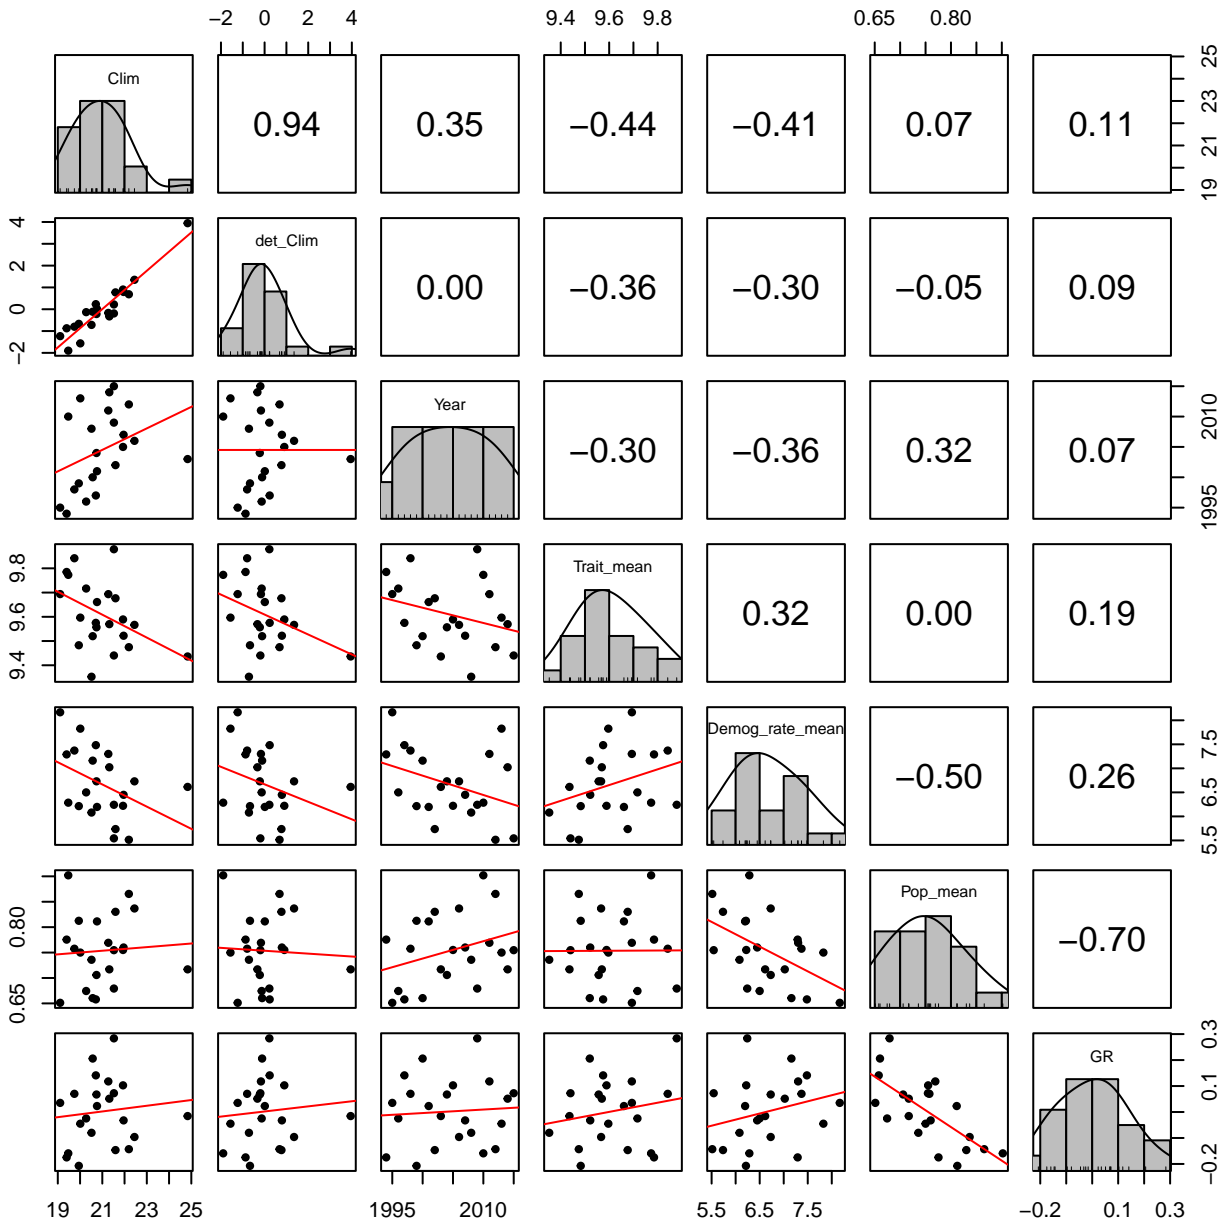 −2 0 2 4 9.4 9.6 9.8 0.65 0.80
Clim 0.94 0.35 −0.44 −0.41 0.07 0.11
19 21 23 25
−2 0 2 4
det_Clim 0.00 −0.36 −0.30 −0.05 0.09
Year −0.30 −0.36 0.32 0.07
1995 2010
9.4 9.6 9.8
Trait_mean 0.32 0.00 0.19
Demog_rate_mean −0.50 0.26
5.5 6.5 7.5
0.65 0.80
Pop_mean −0.70
GR
−0.2 0.1 0.3
19 21 23 25 1995 2010 5.5 6.5 7.5 −0.2 0.1 0.3